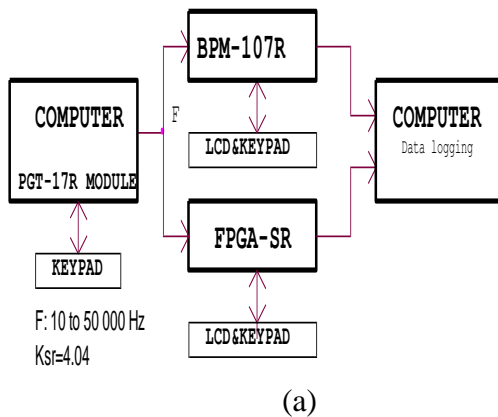 BPM-107R
COMPUTER
PGT-17R MODULE
F
LCD&KEYPAD
COMPUTER
Data logging
FPGA-SR
KEYPAD
F: 10 to 50 000 Hz
Ksr=4.04
LCD&KEYPAD
(a)